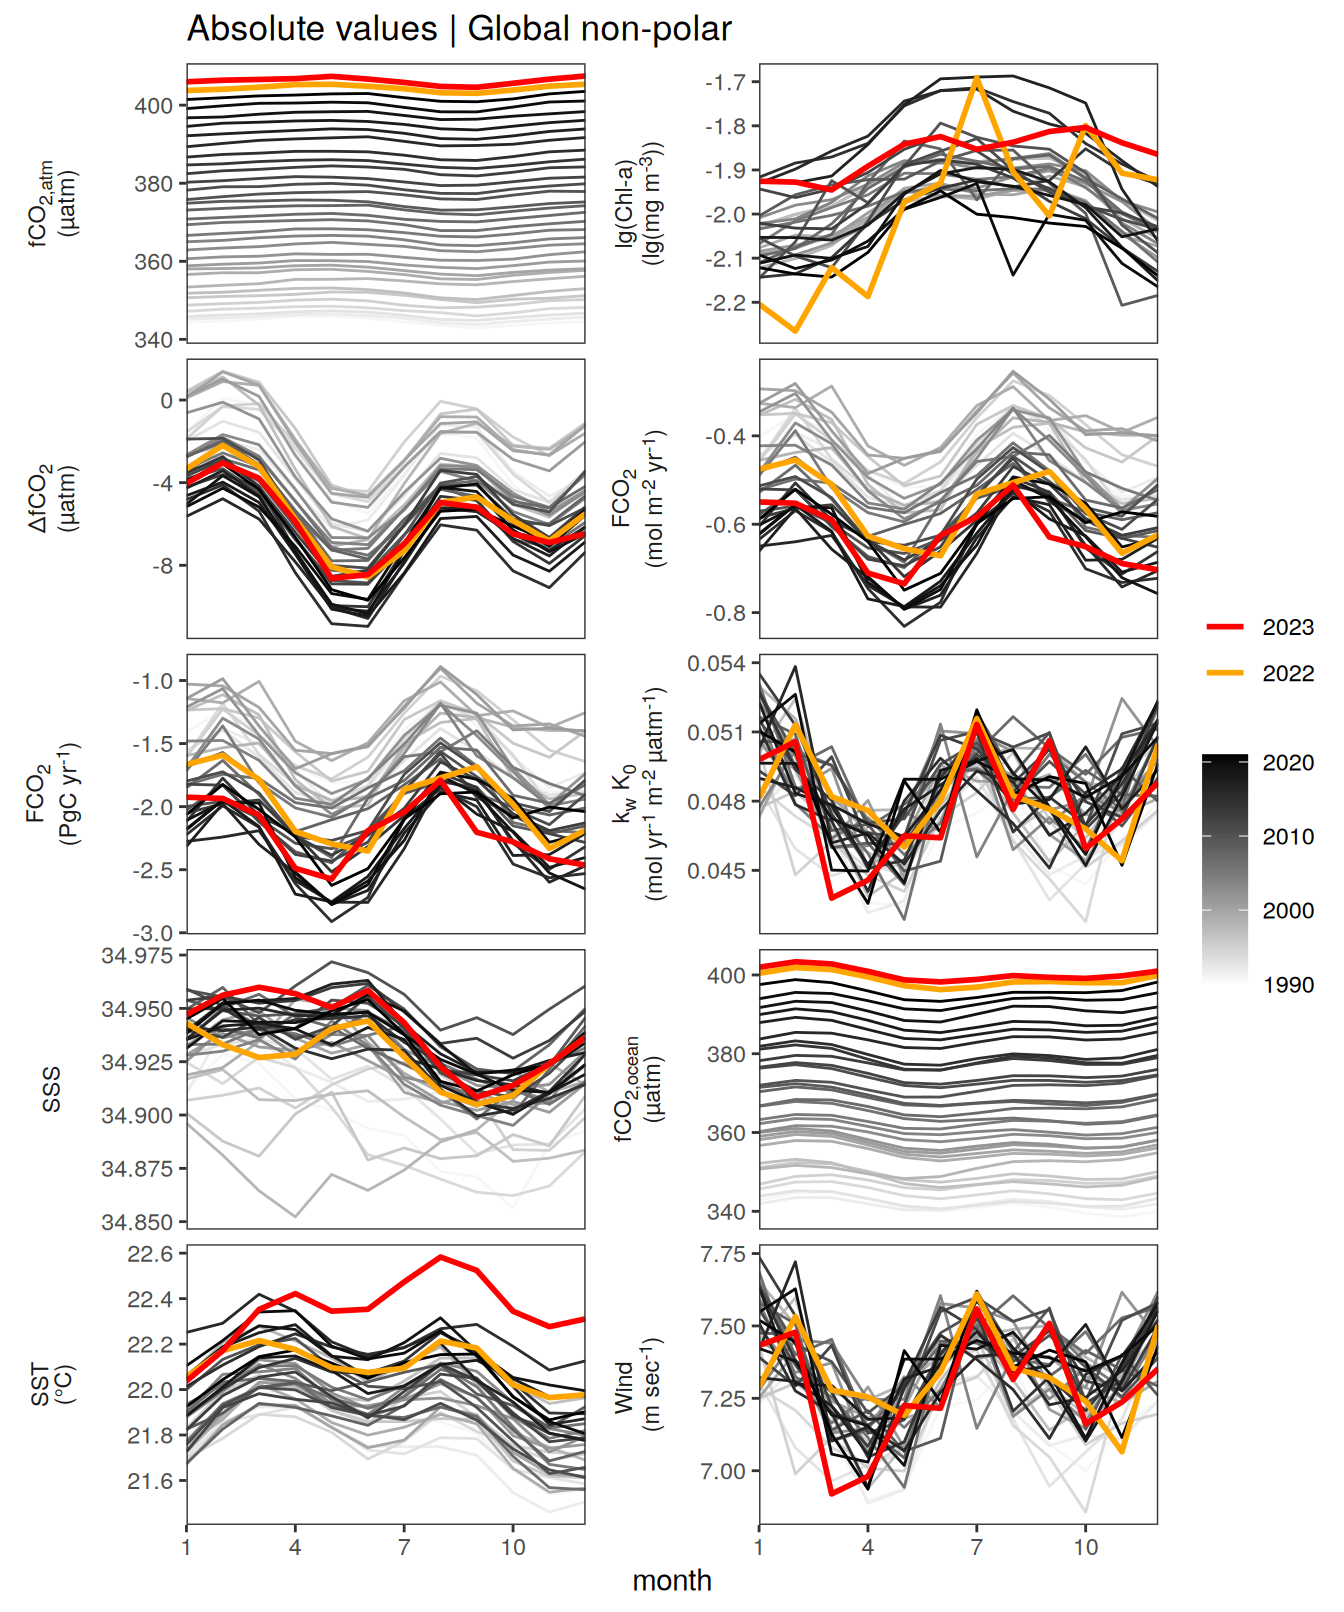 Absolute values | Global non-polar
fCO2,atm
(µatm)
400
380
360
340
lg(Chl-a)
(lg(mg m-3))
-1.7
-1.8
-1.9
-2.0
-2.1
-2.2
ΔfCO2
(µatm)
0
-4
-8
FCO2
(mol m-2 yr-1)
-0.4
-0.6
-0.8
FCO2
(PgC yr-1)
-1.0
-1.5
-2.0
-2.5
-3.0
kw K0
(mol yr-1 m-2 µatm-1)
0.054
0.051
0.048
0.045
SSS
34.975
34.950
34.925
34.900
34.875
34.850
fCO2,ocean
(µatm)
400
380
360
340
SST
(°C)
22.6
22.4
22.2
22.0
21.8
21.6
Wind
(m sec-1)
7.75
7.50
7.25
7.00
1 4 7 10
1 4 7 10
month
2023
2022
2020
2010
2000
1990